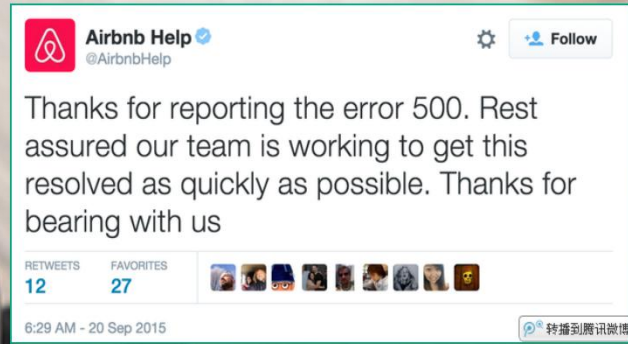 Airbnb Help
@AirbnbHelp
Follow
Thanks for reporting the error 500. Rest
assured our team is working to get this
resolved as quickly as possible. Thanks for
bearing with us
RETWEETS FAVORITES
12 27
6:29 AM - 20 Sep 2015
转播到腾讯微博